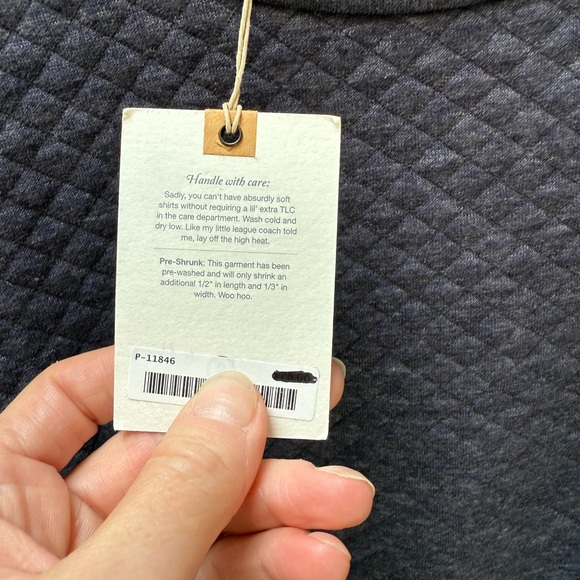 Handle with care:
Sadly, you can't have absurdly soft
shirts without requiring a lil' extra TLC
in the care department. Wash cold and
dry low. Like my little league coach told
me, lay off the high heat.
Pre-Shrunk: This garment has been
pre-washed and will only shrink an
additional 1/2" in length and 1/3" in
width. Woo hoo.
P-11846